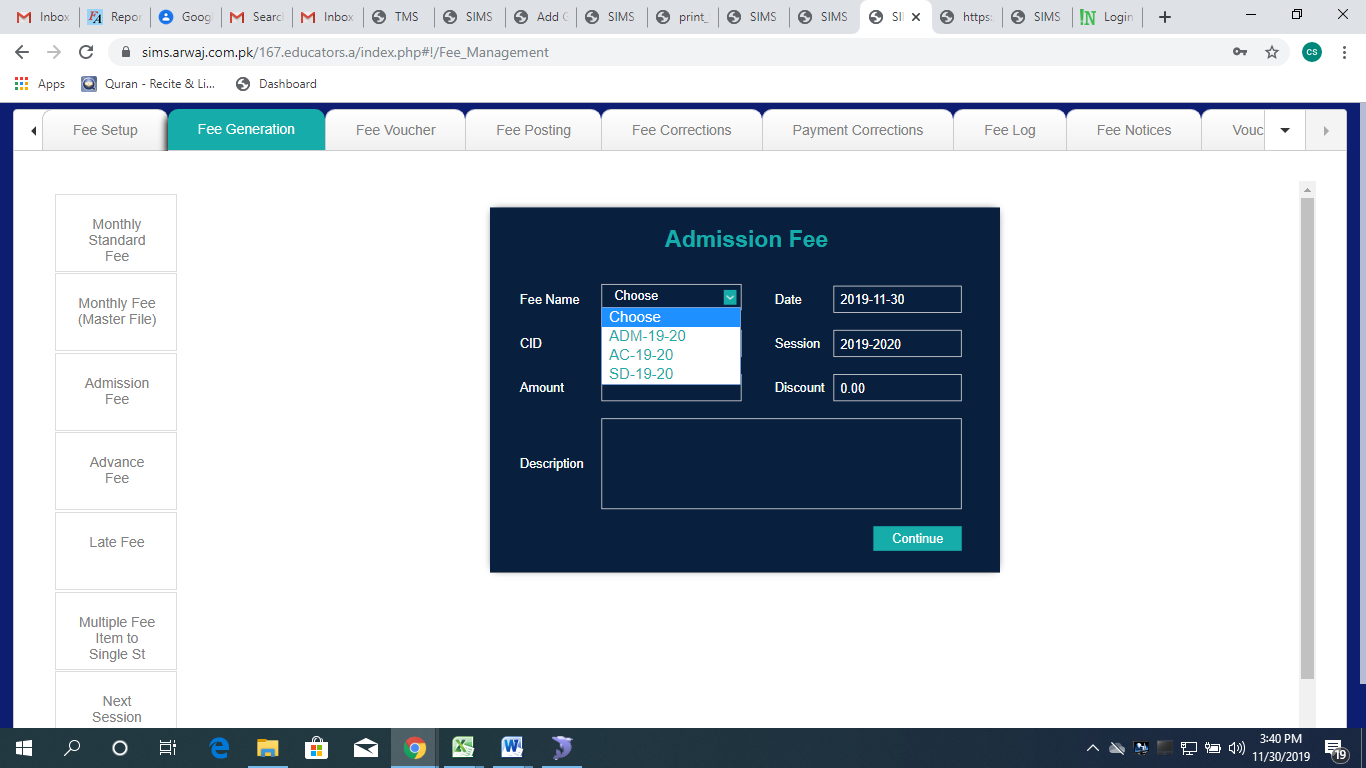 Inbox
Repor
Goog
Search
Inbox
TMS
SIMS
Add C
SIMS
print_
SIMS
SIMS
SI
https:
SIMS
Login
sims.arwaj.com.pk/167.educators.a/index.php#!/Fee_Management
CS
Apps
Quran - Recite & Li...
Dashboard
Fee Setup
Fee Generation
Fee Voucher
Fee Posting
Fee Corrections
Payment Corrections
Fee Log
Fee Notices
Vouc
Monthly
Standard
Fee
Monthly Fee
(Master File)
Admission
Fee
Advance
Fee
Late Fee
Multiple Fee
Item to
Single St
Next
Session
Admission Fee
Fee Name
Choose
Date
2019-11-30
Choose
ADM-19-20
AC-19-20
SD-19-20
CID
Session
2019-2020
Amount
Discount
0.00
Description
Continue
3:40 PM
11/30/2019
19